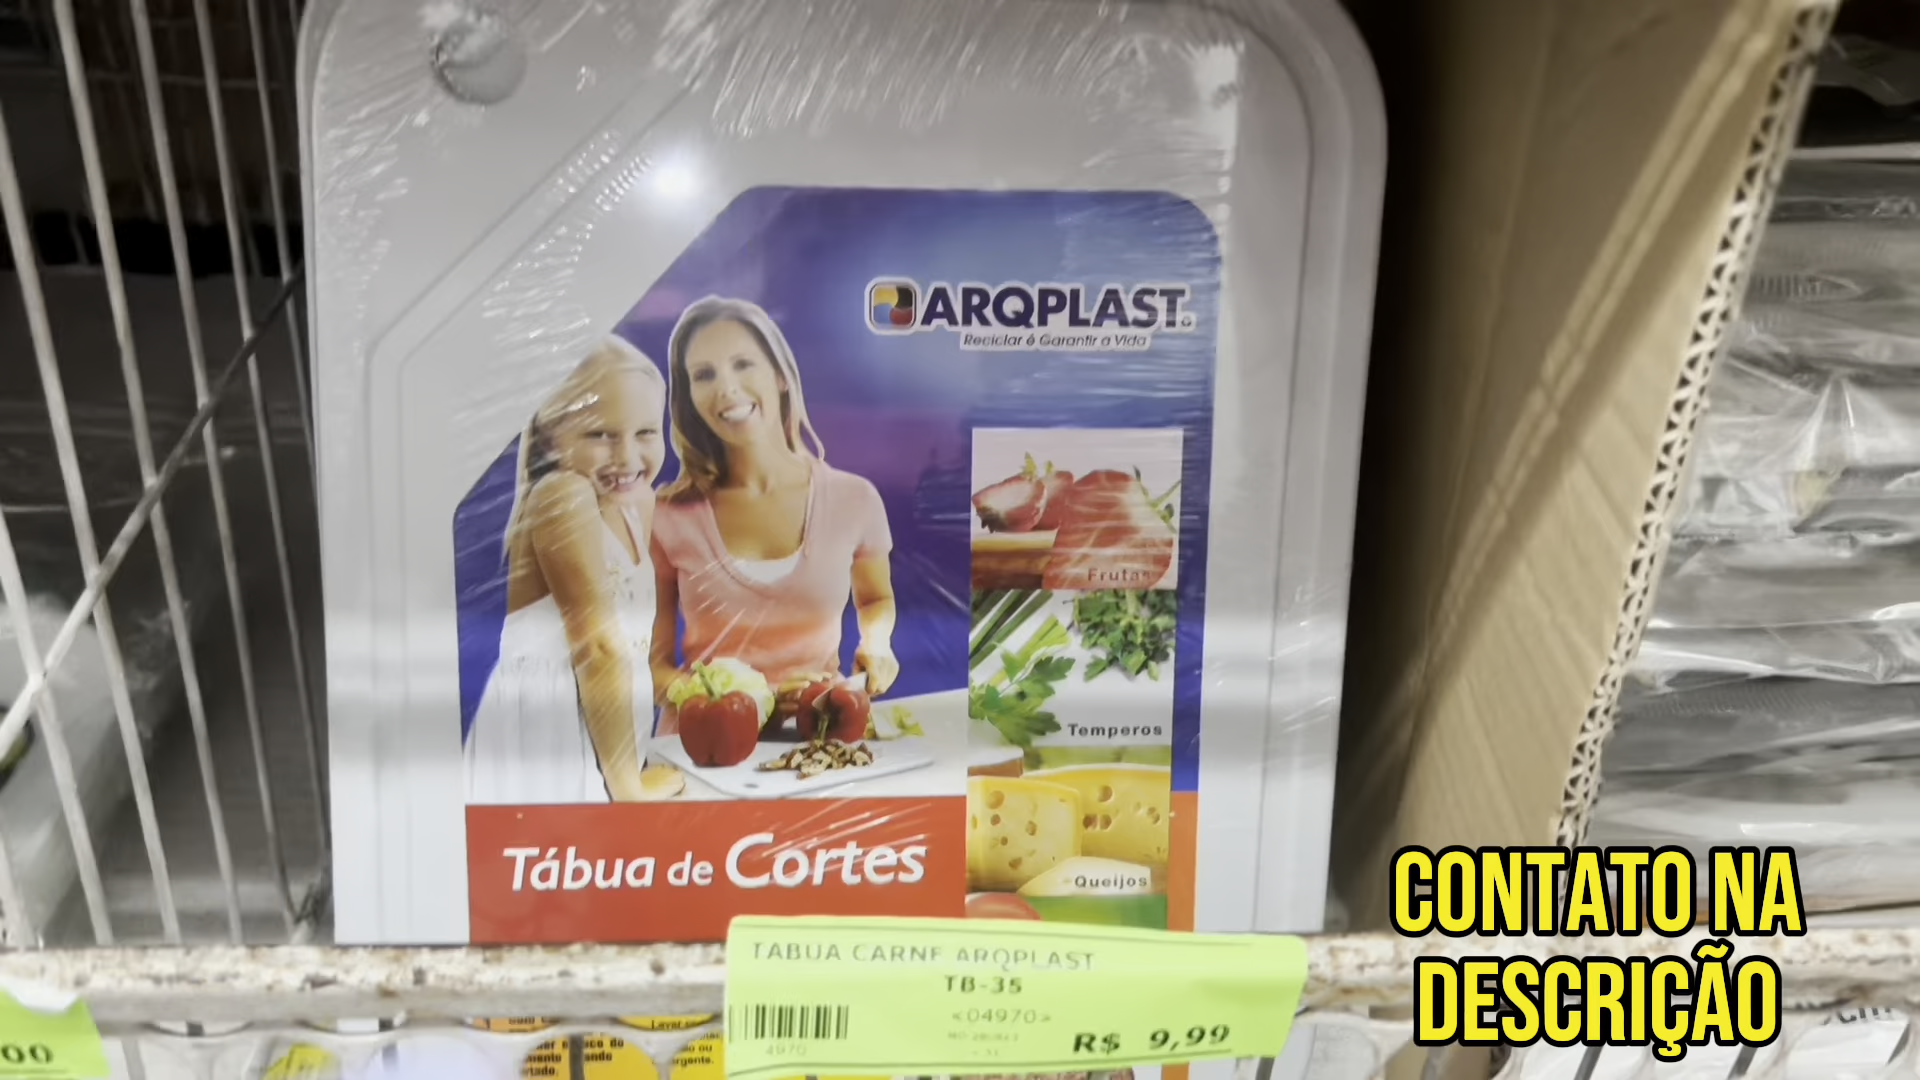 ARQPLAST
Reciclar é Garantir a Vida
Frutas
Temperos
Queijos
Tábua de Cortes
TABUA CARNE ARQPLAST
TB-35
<04970>
4970
R$ 9,99
00
CONTATO NA
DESCRIÇÃO